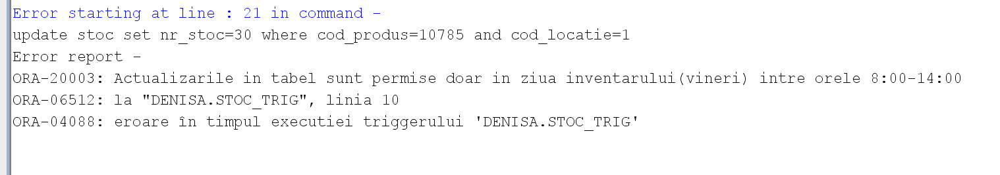 Error starting at line : 21 in command -
update stoc set nr_stoc=30 where cod_produs=10785 and cod_locatie=1
Error report -
ORA-20003: Actualizarile in tabel sunt permise doar in ziua inventarului(vineri) intre orele 8:00-14:00
ORA-06512: la "DENISA.STOC_TRIG", linia 10
ORA-04088: eroare în timpul executiei triggerului 'DENISA.STOC_TRIG'